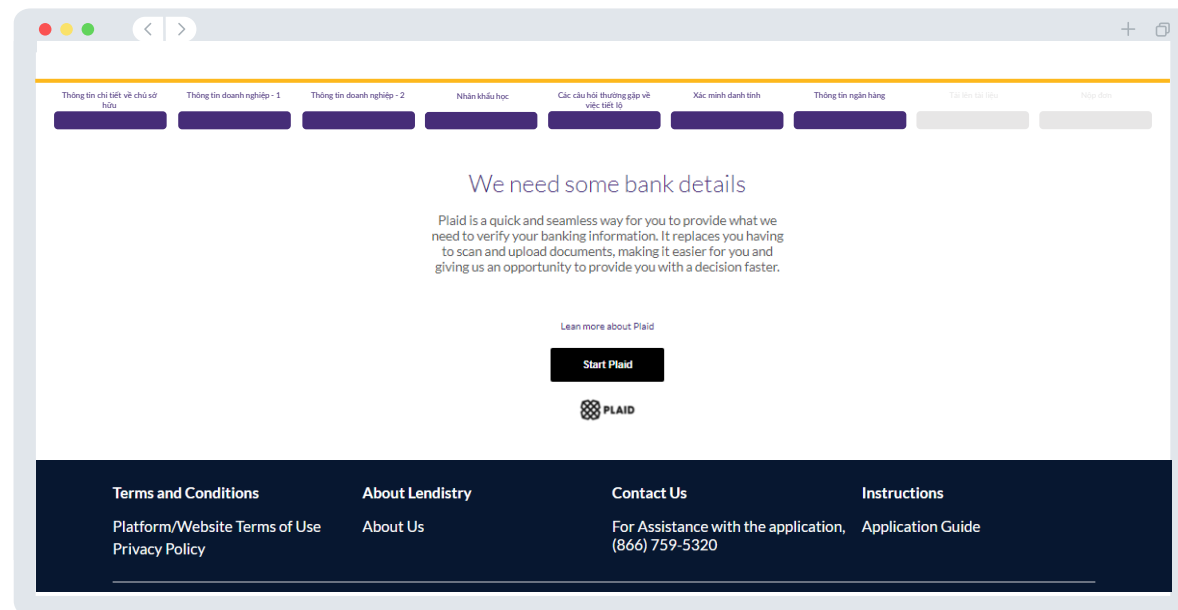 Thông tin chi tiết về chủ sở
hữu
Thông tin doanh nghiệp - 1
Thông tin doanh nghiệp - 2
Nhân khẩu học
Các câu hỏi thường gặp về
việc tiết lộ
Xác minh danh tính
Thông tin ngân hàng
Tải lên tài liệu
Nộp đơn
We need some bank details
Plaid is a quick and seamless way for you to provide what we
need to verify your banking information. It replaces you having
to scan and upload documents, making it easier for you and
giving us an opportunity to provide you with a decision faster.
Lean more about Plaid
Start Plaid
PLAID
Terms and Conditions
Platform/Website Terms of Use
Privacy Policy
About Lendistry
About Us
Contact Us
For Assistance with the application,
(866) 759-5320
Instructions
Application Guide